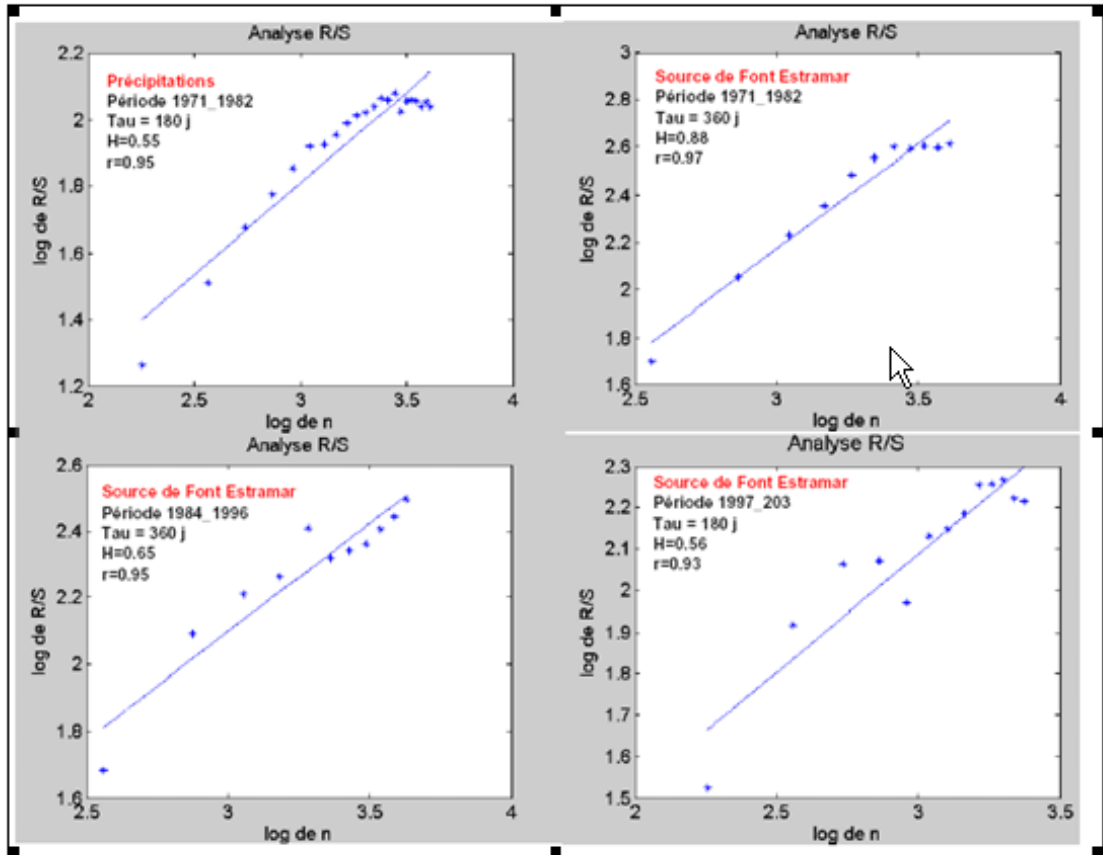 Analyse R/S
2.2
2
1.8
1.6
1.4
1.2
log de R/S
Précipitations
Période 1971_1982
Tau = 180 j
H=0.55
r=0.95
2
2.5
3
3.5
4
log de n
Analyse R/S
3
2.8
2.6
2.4
2.2
2
1.8
1.6
log de R/S
Source de Font Estramar
Période 1971_1982
Tau = 360 j
H=0.88
r=0.97
2.5
3
3.5
4
log de n
Analyse R/S
2.6
2.4
2.2
2
1.8
1.6
log de R/S
Source de Font Estramar
Période 1984_1996
Tau = 360 j
H=0.65
r=0.95
2.5
3
3.5
4
log de n
Analyse R/S
2.3
2.2
2.1
2
1.9
1.8
1.7
1.6
1.5
log de R/S
Source de Font Estramar
Période 1997_203
Tau = 180 j
H=0.56
r=0.93
2
2.5
3
3.5
log de n